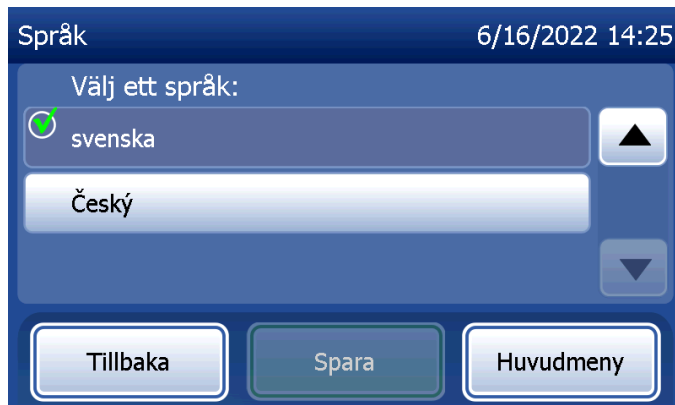 Språk 6/16/2022 14:25
Välj ett språk:
svenska
Český
Tillbaka Spara Huvudmeny